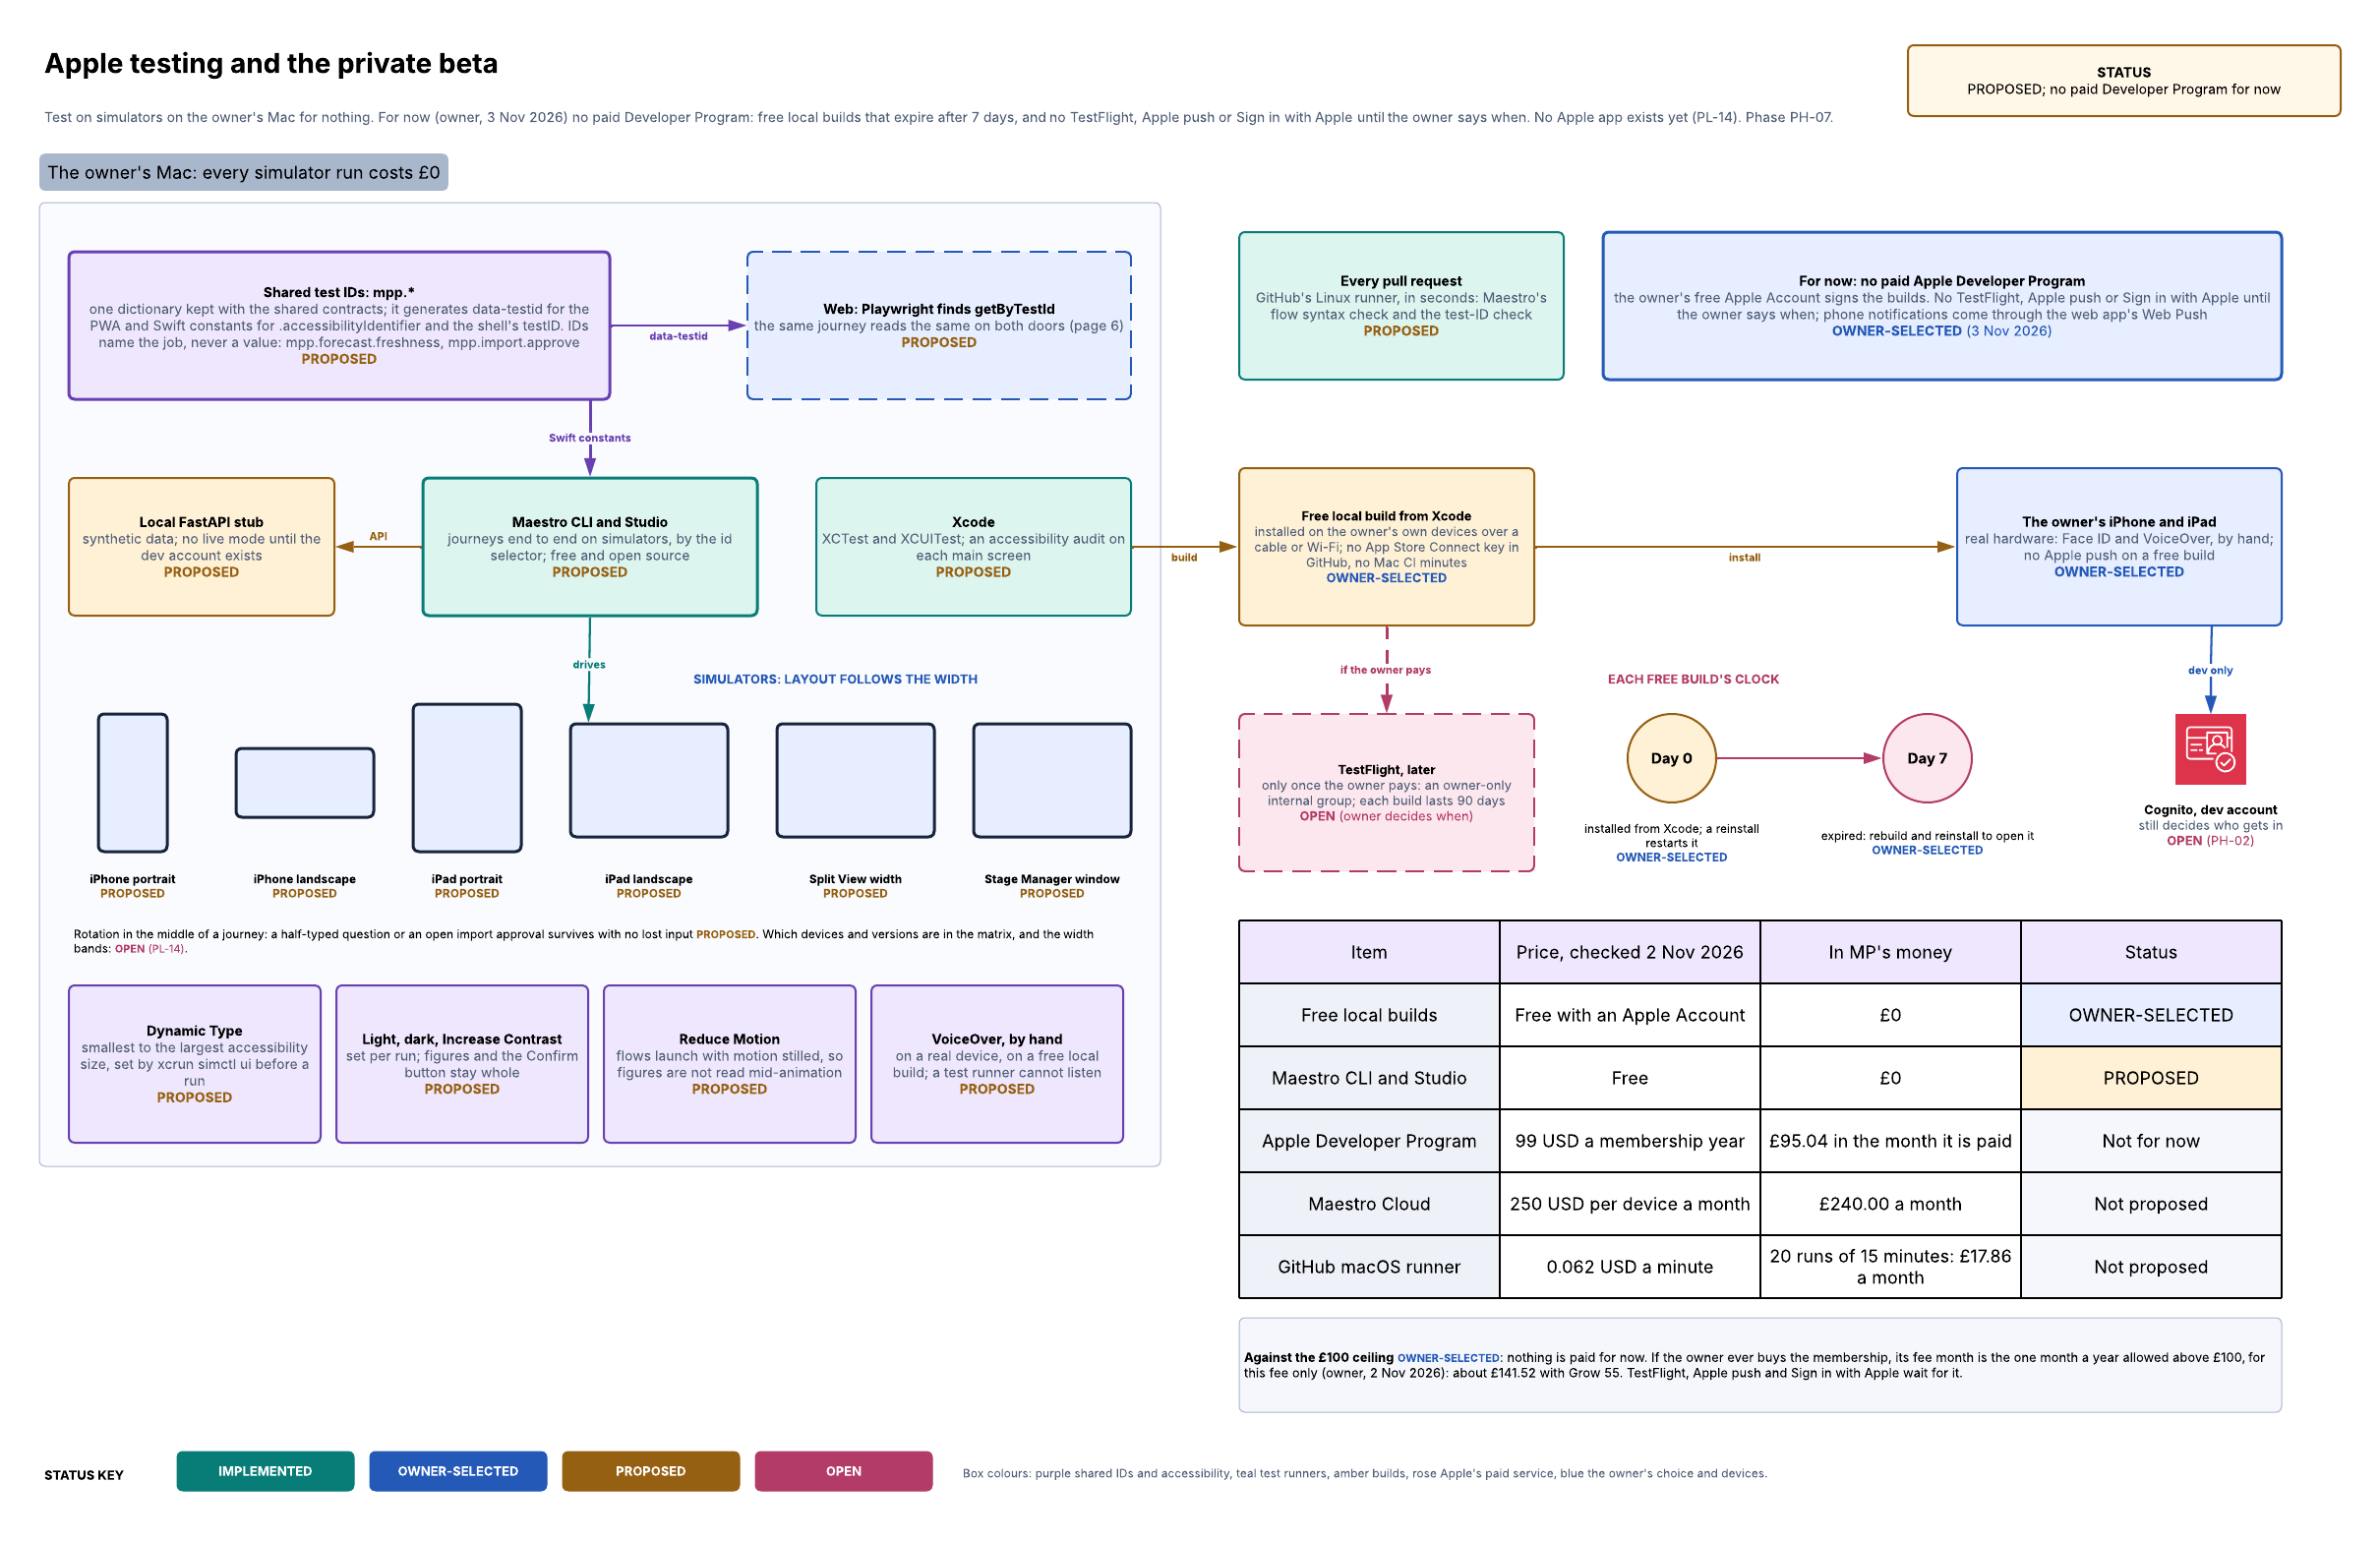 Apple testing and the private beta
STATUS
PROPOSED; no paid Developer Program for now
Test on simulators on the owner's Mac for nothing. For now (owner, 3 Nov 2026) no paid Developer Program: free local builds that expire after 7 days, and no TestFlight, Apple push or Sign in with Apple until the owner says when. No Apple app exists yet (PL-14). Phase PH-07.
The owner's Mac: every simulator run costs £0
Shared test IDs: mpp.*
one dictionary kept with the shared contracts; it generates data-testid for the
PWA and Swift constants for .accessibilityIdentifier and the shell's testID. IDs
name the job, never a value: mpp.forecast.freshness, mpp.import.approve
PROPOSED
data-testid
Web: Playwright finds getByTestId
the same journey reads the same on both doors (page 6)
PROPOSED
Every pull request
GitHub's Linux runner, in seconds: Maestro's
flow syntax check and the test-ID check
PROPOSED
For now: no paid Apple Developer Program
the owner's free Apple Account signs the builds. No TestFlight, Apple push or Sign in with Apple until
the owner says when; phone notifications come through the web app's Web Push
OWNER-SELECTED (3 Nov 2026)
Swift constants
Local FastAPI stub
synthetic data; no live mode until the
dev account exists
PROPOSED
API
Maestro CLI and Studio
journeys end to end on simulators, by the id
selector; free and open source
PROPOSED
Xcode
XCTest and XCUITest; an accessibility audit on
each main screen
PROPOSED
build
Free local build from Xcode
installed on the owner's own devices over a
cable or Wi-Fi; no App Store Connect key in
GitHub, no Mac CI minutes
OWNER-SELECTED
install
The owner's iPhone and iPad
real hardware: Face ID and VoiceOver, by hand;
no Apple push on a free build
OWNER-SELECTED
drives
SIMULATORS: LAYOUT FOLLOWS THE WIDTH
if the owner pays
EACH FREE BUILD'S CLOCK
dev only
TestFlight, later
only once the owner pays: an owner-only
internal group; each build lasts 90 days
OPEN (owner decides when)
Day 0
Day 7
installed from Xcode; a reinstall
restarts it
OWNER-SELECTED
expired: rebuild and reinstall to open it
OWNER-SELECTED
Cognito, dev account
still decides who gets in
OPEN (PH-02)
iPhone portrait
PROPOSED
iPhone landscape
PROPOSED
iPad portrait
PROPOSED
iPad landscape
PROPOSED
Split View width
PROPOSED
Stage Manager window
PROPOSED
Rotation in the middle of a journey: a half-typed question or an open import approval survives with no lost input PROPOSED. Which devices and versions are in the matrix, and the width
bands: OPEN (PL-14).
Dynamic Type
smallest to the largest accessibility
size, set by xcrun simctl ui before a
run
PROPOSED
Light, dark, Increase Contrast
set per run; figures and the Confirm
button stay whole
PROPOSED
Reduce Motion
flows launch with motion stilled, so
figures are not read mid-animation
PROPOSED
VoiceOver, by hand
on a real device, on a free local
build; a test runner cannot listen
PROPOSED
Item
Price, checked 2 Nov 2026
In MP's money
Status
Free local builds
Free with an Apple Account
£0
OWNER-SELECTED
Maestro CLI and Studio
Free
£0
PROPOSED
Apple Developer Program
99 USD a membership year
£95.04 in the month it is paid
Not for now
Maestro Cloud
250 USD per device a month
£240.00 a month
Not proposed
GitHub macOS runner
0.062 USD a minute
20 runs of 15 minutes: £17.86
a month
Not proposed
Against the £100 ceiling OWNER-SELECTED: nothing is paid for now. If the owner ever buys the membership, its fee month is the one month a year allowed above £100, for
this fee only (owner, 2 Nov 2026): about £141.52 with Grow 55. TestFlight, Apple push and Sign in with Apple wait for it.
STATUS KEY
IMPLEMENTED
OWNER-SELECTED
PROPOSED
OPEN
Box colours: purple shared IDs and accessibility, teal test runners, amber builds, rose Apple's paid service, blue the owner's choice and devices.